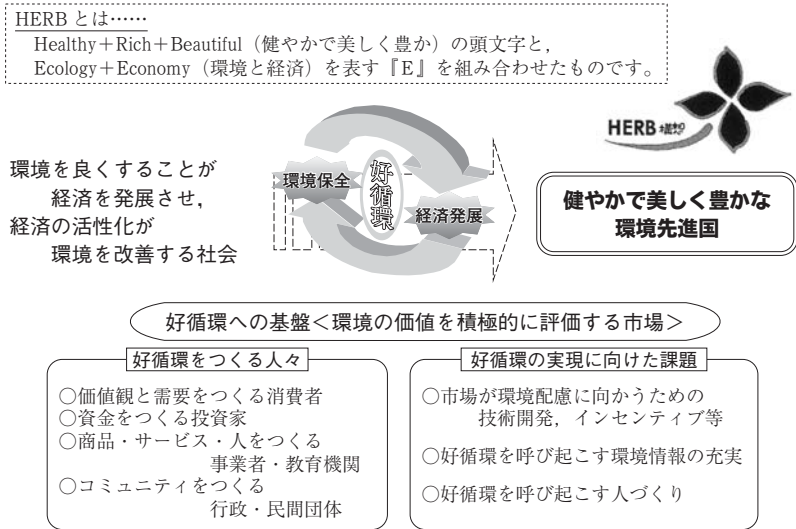 HERB とは……
Healthy+Rich+Beautiful（健やかで美しく豊か）の頭文字と，
Ecology+Economy（環境と経済）を表す『E』を組み合わせたものです。
HERB 構想
環境を良くすることが
経済を発展させ，
経済の活性化が
環境を改善する社会
環境保全
好循環
経済発展
健やかで美しく豊かな
環境先進国
好循環への基盤＜環境の価値を積極的に評価する市場＞
好循環をつくる人々
○価値観と需要をつくる消費者
○資金をつくる投資家
○商品・サービス・人をつくる
事業者・教育機関
○コミュニティをつくる
行政・民間団体
好循環の実現に向けた課題
○市場が環境配慮に向かうための
技術開発，インセンティブ等
○好循環を呼び起こす環境情報の充実
○好循環を呼び起こす人づくり